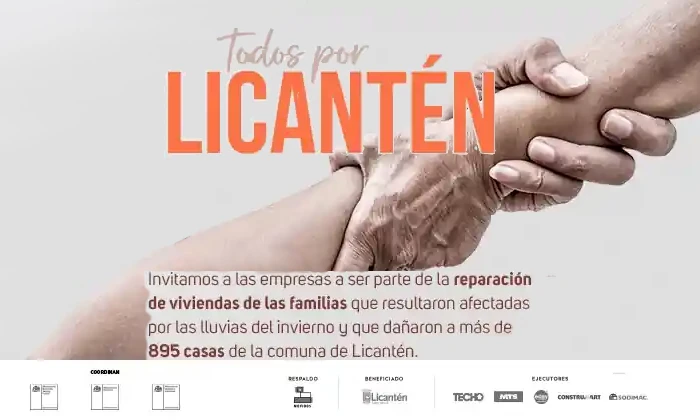 Todos por
LICANTÉN
Invitamos a las empresas a ser parte de la reparación
de viviendas de las familias que resultaron afectadas
por las lluvias del invierno y que dañaron a más de
895 casas de la comuna de Licantén.
COORDINAN
RESPALDO
BENEFICIADO
EJECUTORES
MOVIDOS
Licantén
TECHO
MTS
CONSTRUMART
SODIMAC